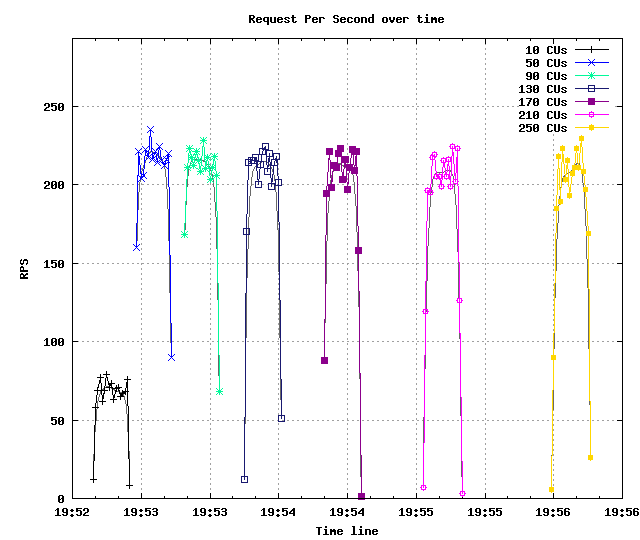 Request Per Second over time
10 CUs
50 CUs
90 CUs
130 CUs
170 CUs
210 CUs
250 CUs
250
200
150
100
50
0
RPS
19:52 19:53 19:53 19:54 19:54 19:55 19:55 19:56 19:56
Time line